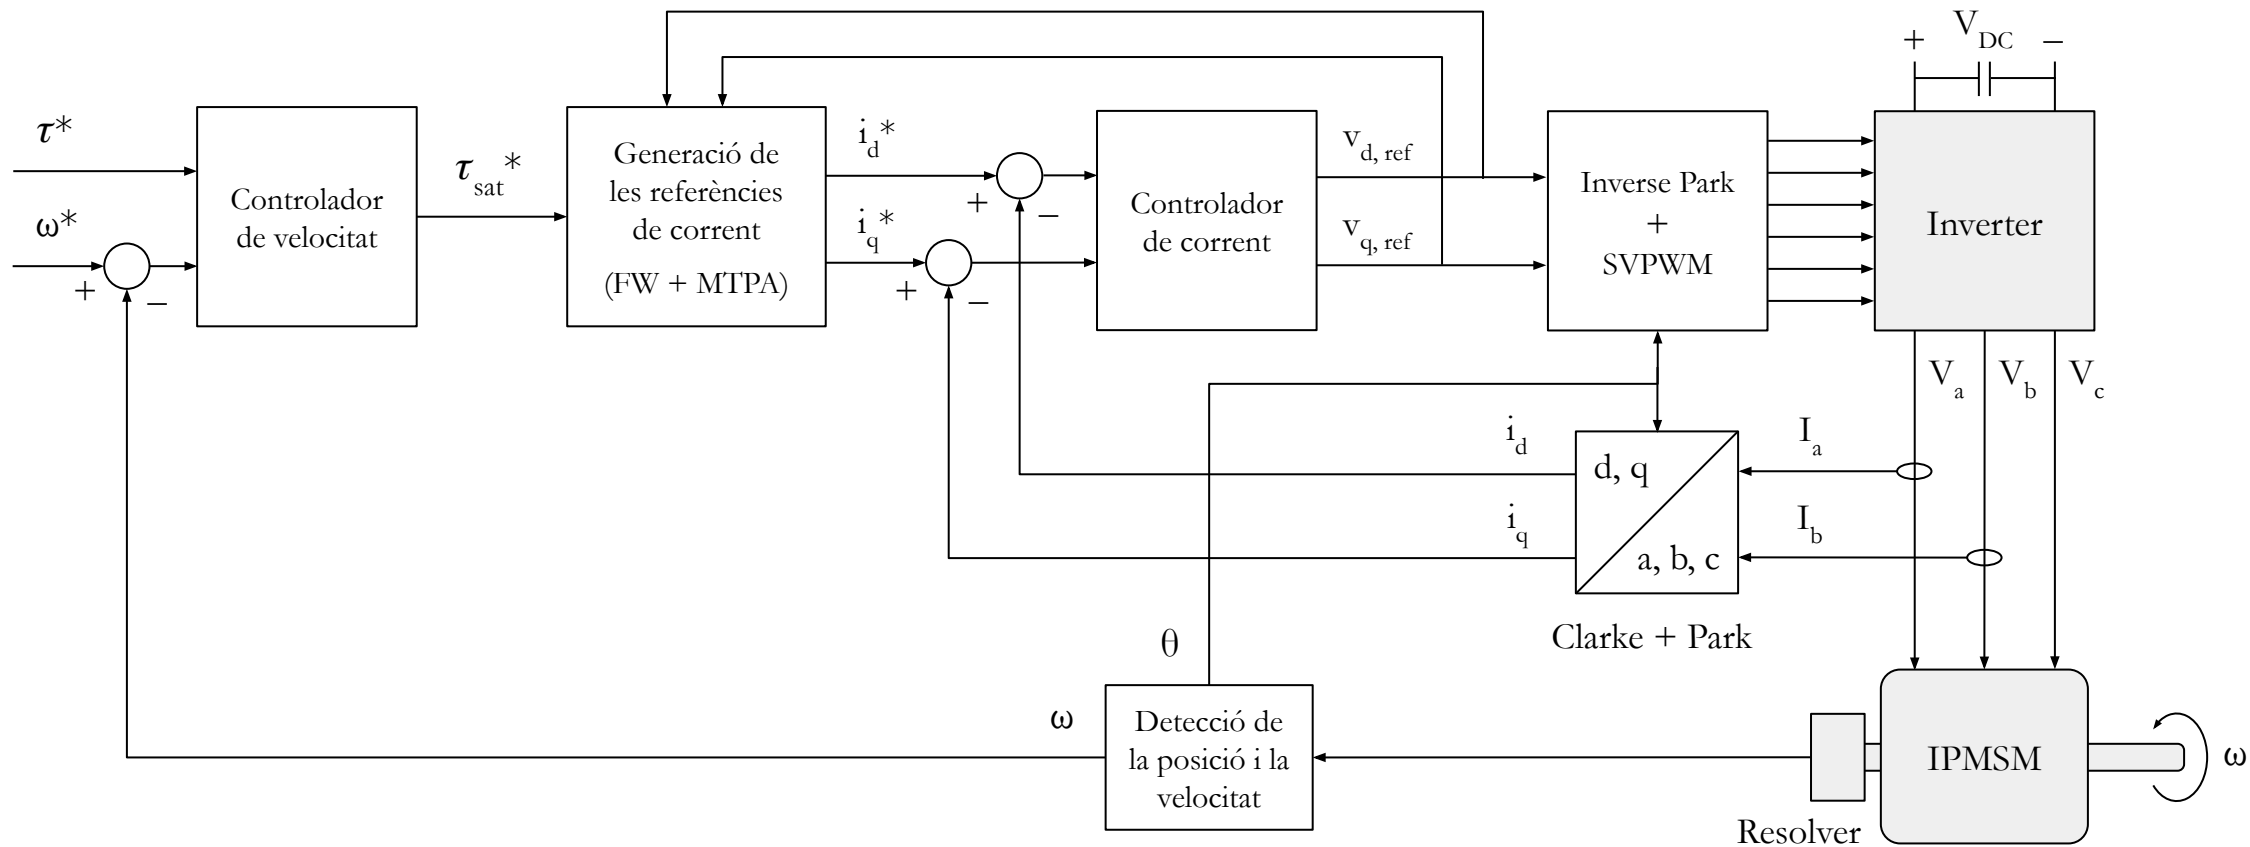 τ*
ω*
+
−
Controlador
de velocitat
τsat*
Generació de
les referències
de corrent
(FW + MTPA)
id*
iq*
+
−
+
−
Controlador
de corrent
vd, ref
vq, ref
Inverse Park
+
SVPWM
+
VDC
−
Inverter
Va
Vb
Vc
id
iq
d, q
a, b, c
Ia
Ib
Clarke + Park
θ
ω
Detecció de
la posició i la
velocitat
Resolver
IPMSM
ω